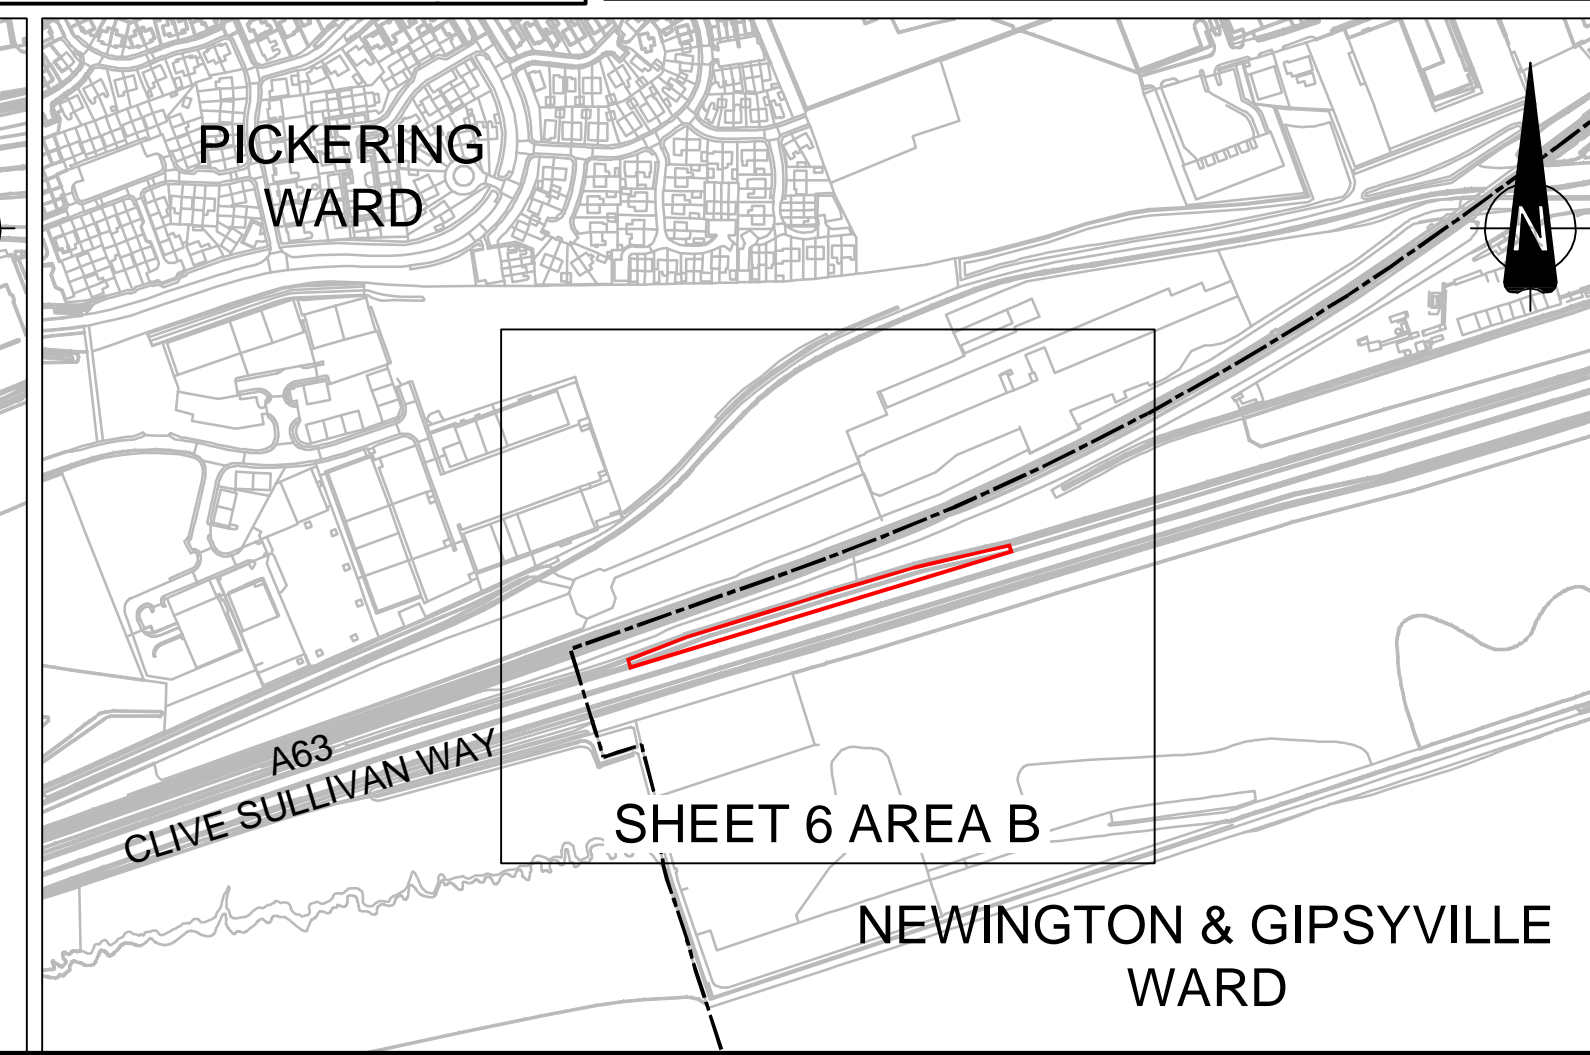 PICKERING
WARD
N
A63
CLIVE SULLIVAN WAY
SHEET 6 AREA B
NEWINGTON & GIPSYVILLE
WARD